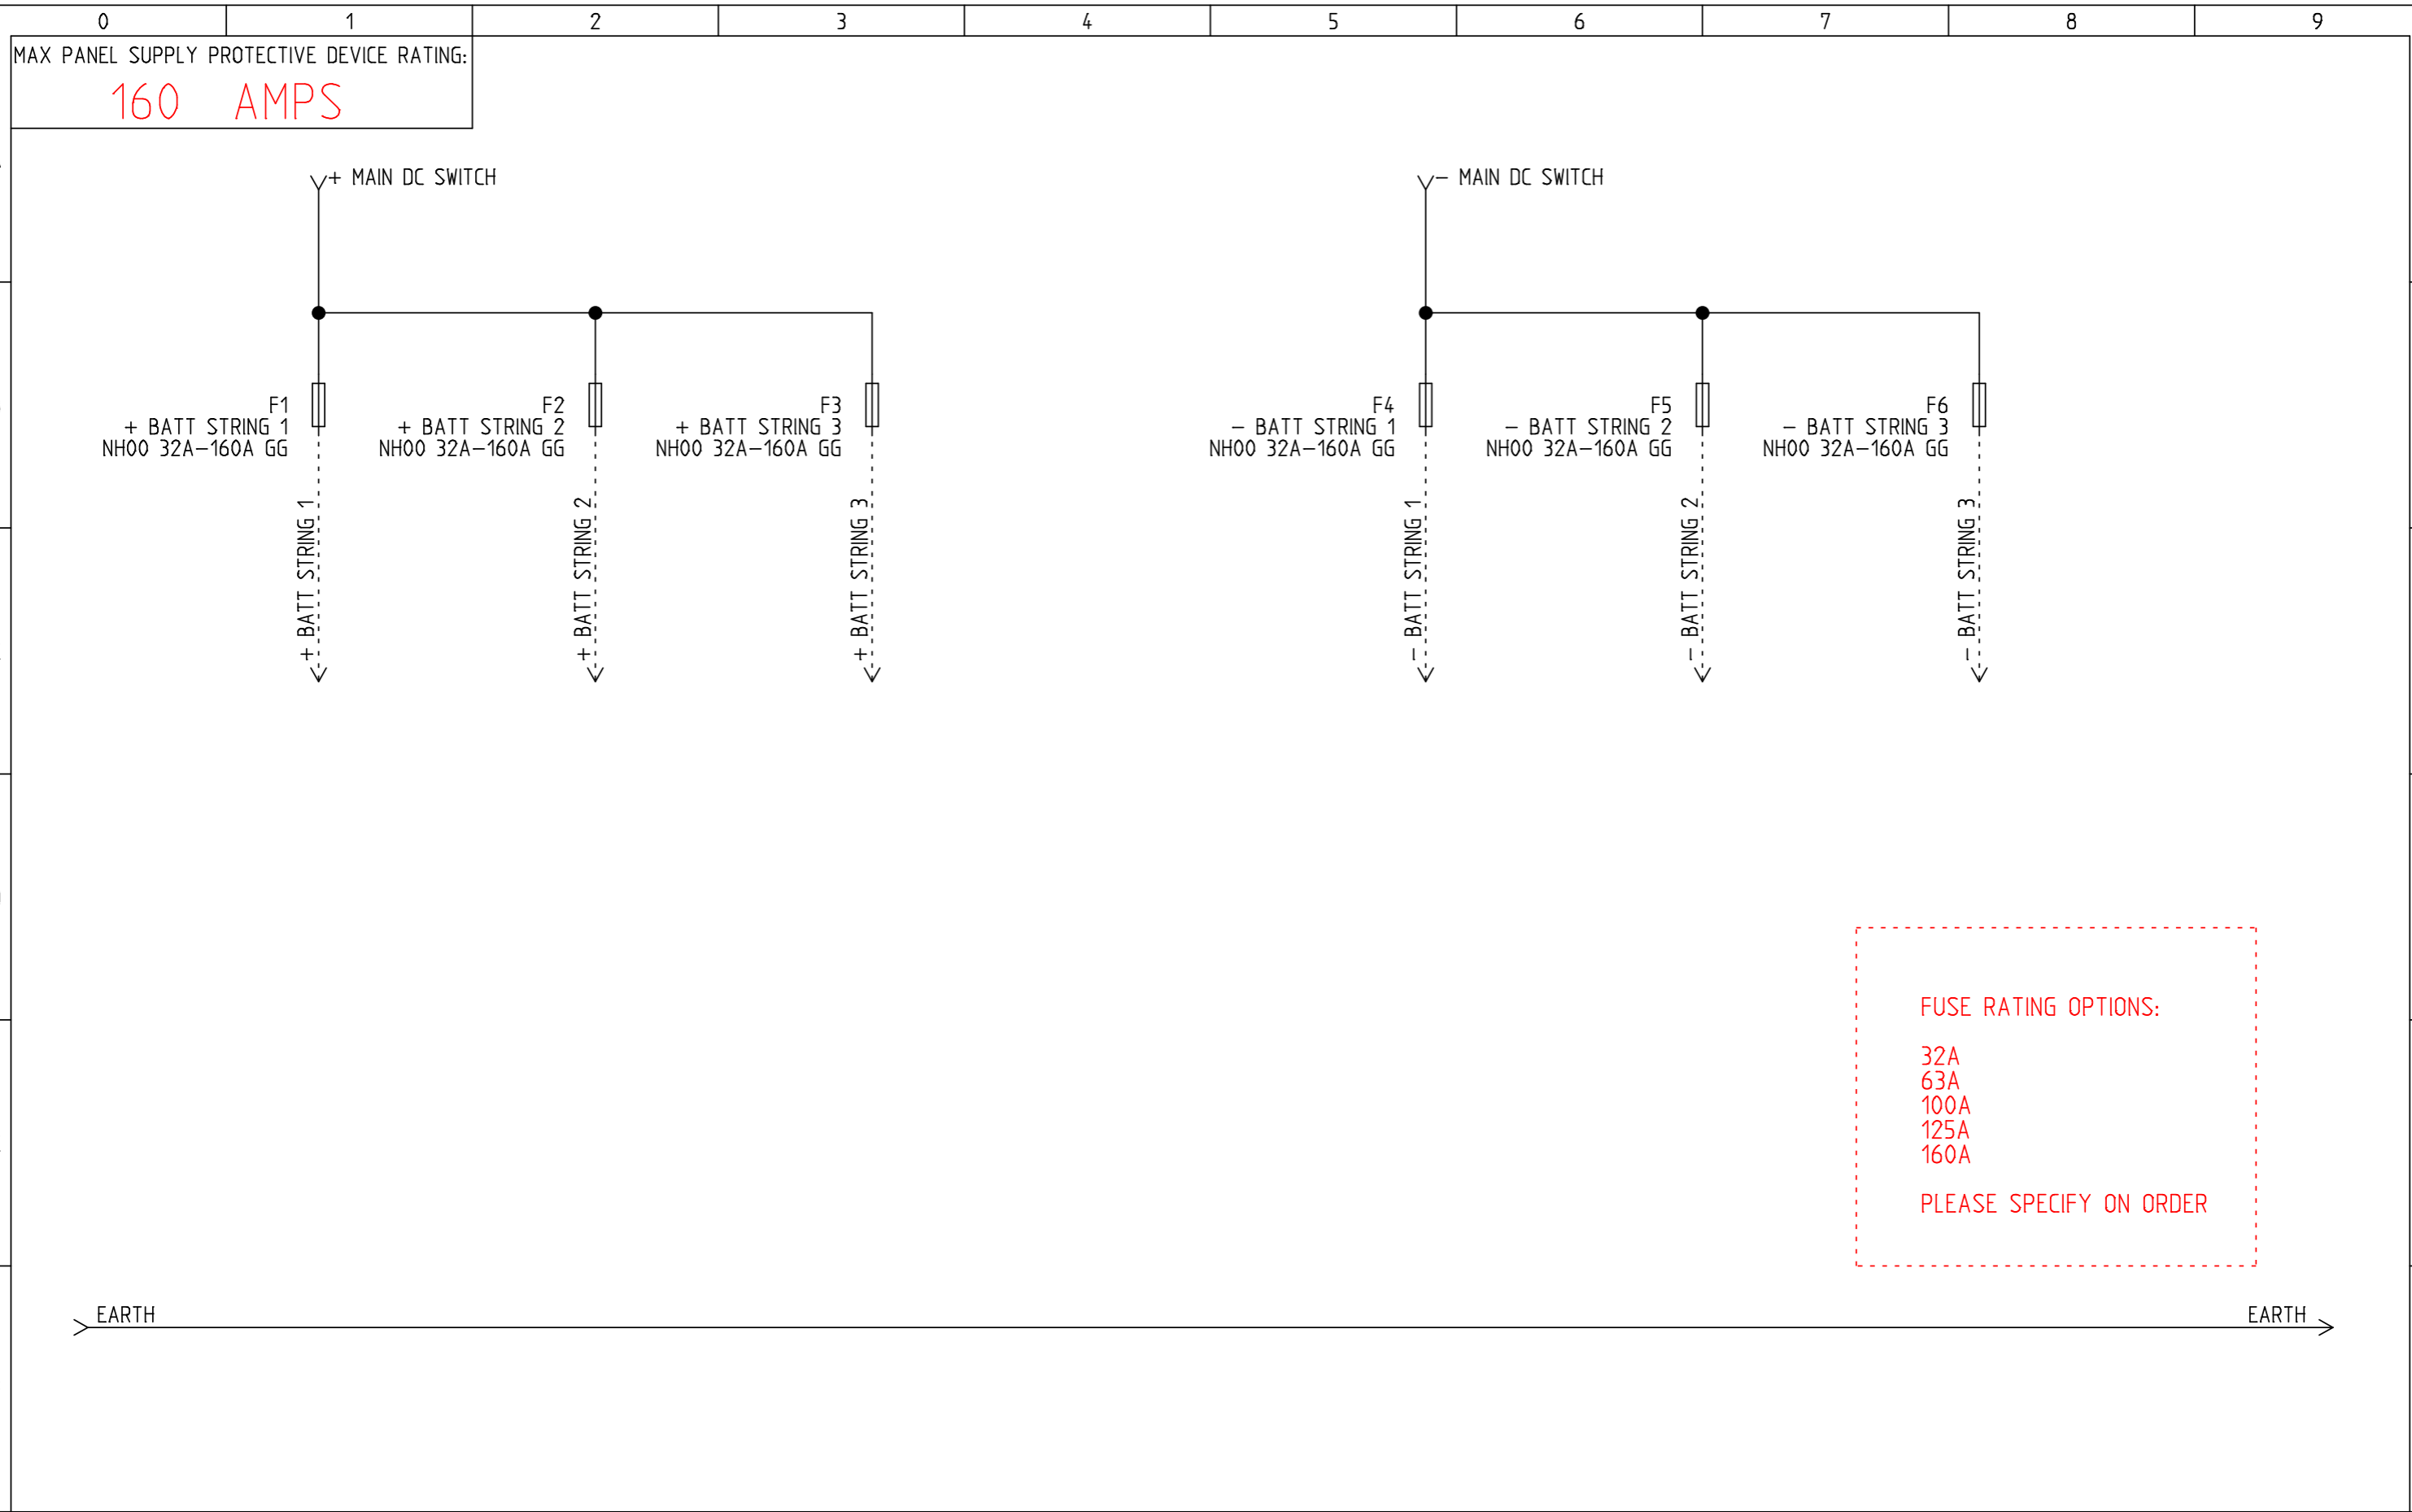 0 1 2 3 4 5 6 7 8 9
MAX PANEL SUPPLY PROTECTIVE DEVICE RATING:
160 AMPS
+ MAIN DC SWITCH
- MAIN DC SWITCH
F1
+ BATT STRING 1
NH00 32A-160A GG
F2
+ BATT STRING 2
NH00 32A-160A GG
F3
+ BATT STRING 3
NH00 32A-160A GG
F4
- BATT STRING 1
NH00 32A-160A GG
F5
- BATT STRING 2
NH00 32A-160A GG
F6
- BATT STRING 3
NH00 32A-160A GG
+ BATT STRING 1
+ BATT STRING 2
+ BATT STRING 3
- BATT STRING 1
- BATT STRING 2
- BATT STRING 3
FUSE RATING OPTIONS:
32A
63A
100A
125A
160A
PLEASE SPECIFY ON ORDER
EARTH
EARTH